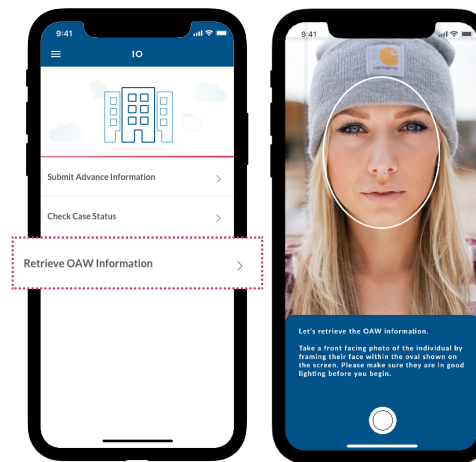 9:41
IO
Submit Advance Information
Check Case Status
Retrieve OAW Information
9:41
carhartt
Let's retrieve the OAW information.
Take a front facing photo of the individual by
framing their face within the oval shown on
the screen. Please make sure they are in good
lighting before you begin.